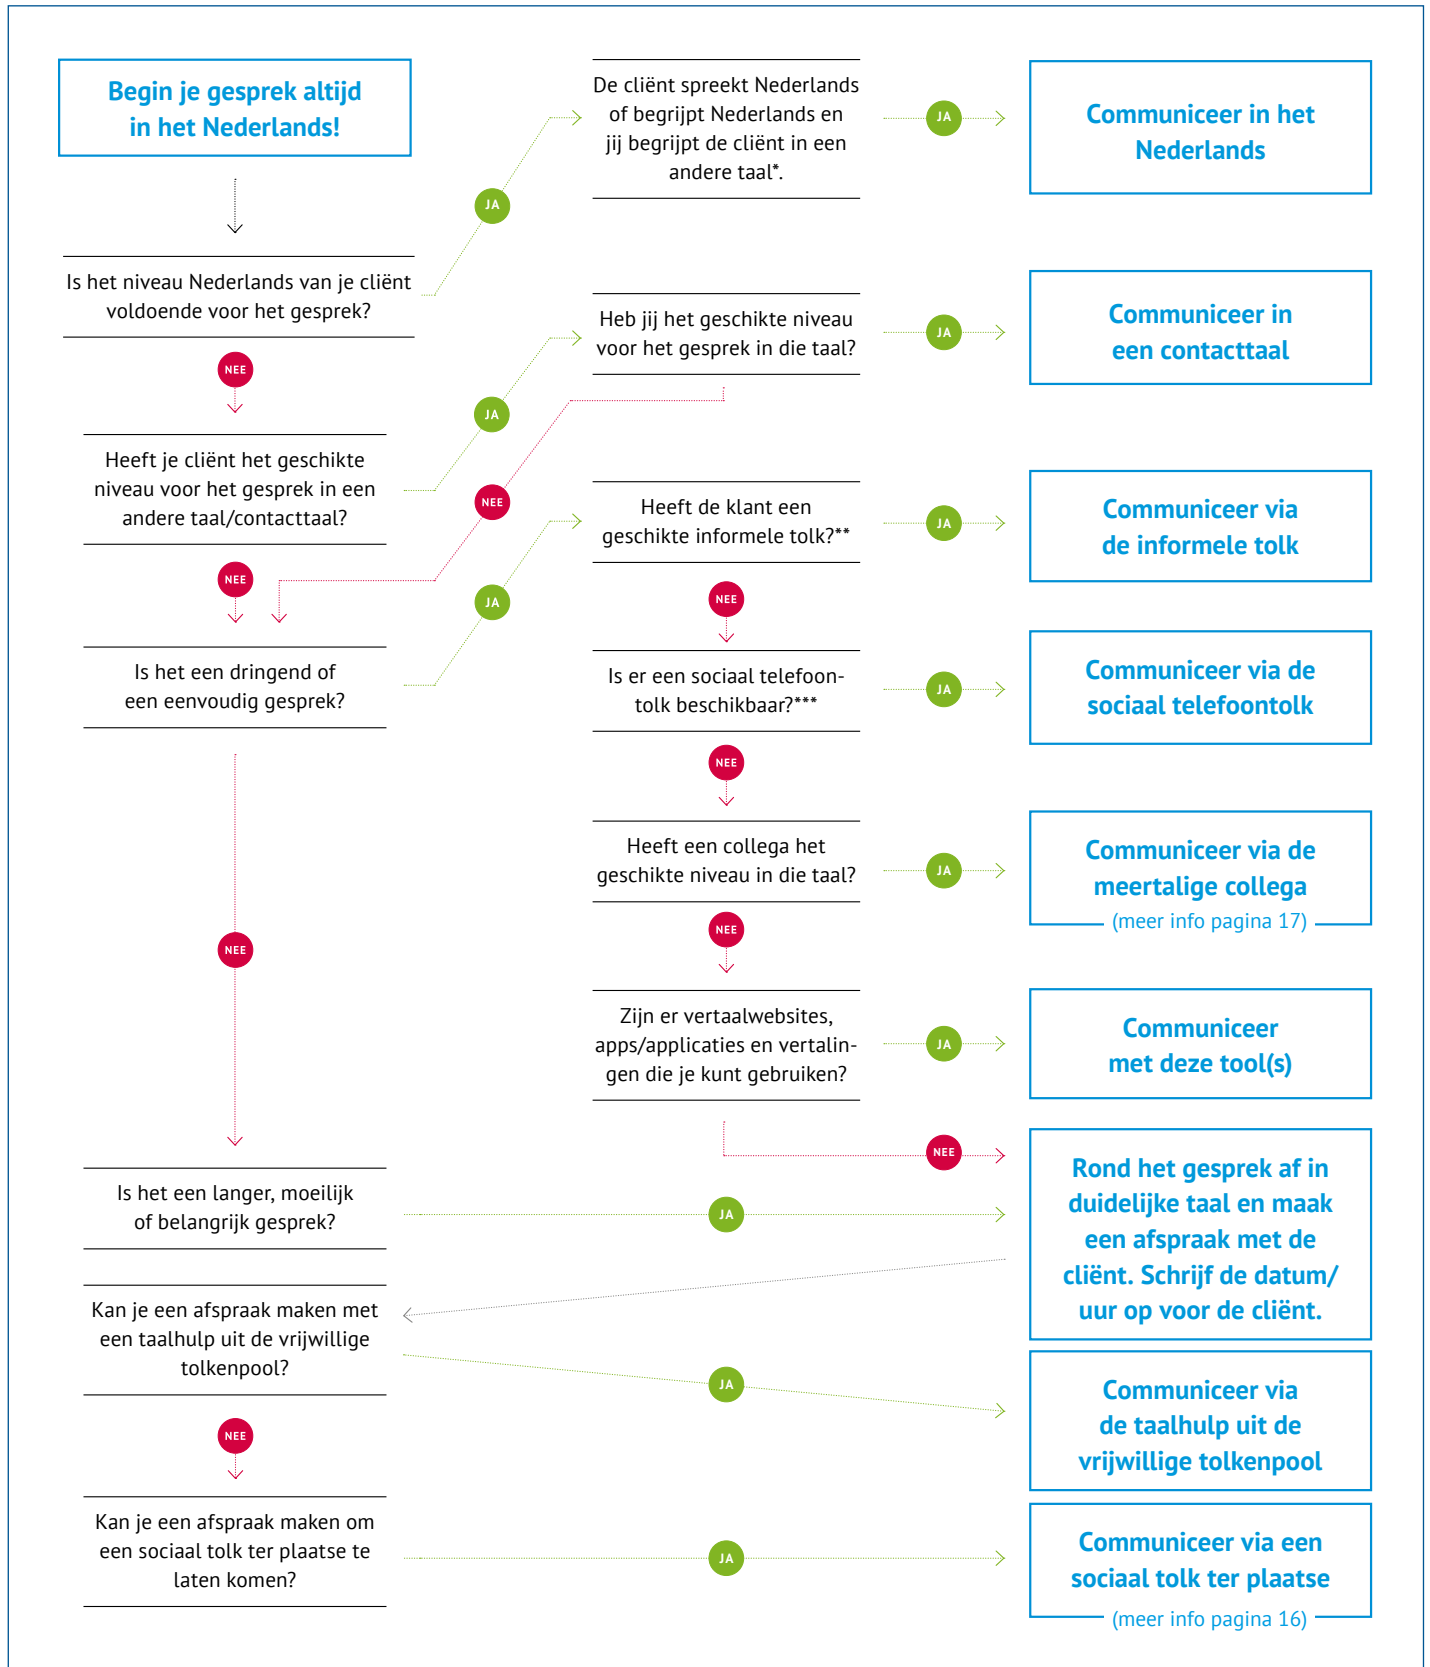 Begin je gesprek altijd
in het Nederlands!
De cliënt spreekt Nederlands
of begrijpt Nederlands en
jij begrijpt de cliënt in een
andere taal*.
JA
Communiceer in het
Nederlands
JA
Is het niveau Nederlands van je cliënt
voldoende voor het gesprek?
Heb jij het geschikte niveau
voor het gesprek in die taal?
JA
Communiceer in
een contacttaal
NEE
JA
Heeft je cliënt het geschikte
niveau voor het gesprek in een
andere taal/contacttaal?
NEE
Heeft de klant een
geschikte informele tolk?**
JA
Communiceer via
de informele tolk
NEE
JA
NEE
Is het een dringend of
een eenvoudig gesprek?
Is er een sociaal telefoon-
tolk beschikbaar?***
JA
Communiceer via de
sociaal telefoontolk
NEE
Heeft een collega het
geschikte niveau in die taal?
JA
Communiceer via de
meertalige collega
(meer info pagina 17)
NEE
NEE
Zijn er vertaalwebsites,
apps/applicaties en vertalin-
gen die je kunt gebruiken?
JA
Communiceer
met deze tool(s)
NEE
Is het een langer, moeilijk
of belangrijk gesprek?
JA
Rond het gesprek af in
duidelijke taal en maak
een afspraak met de
cliënt. Schrijf de datum/
uur op voor de cliënt.
Kan je een afspraak maken met
een taalhulp uit de vrijwillige
tolkenpool?
JA
Communiceer via
de taalhulp uit de
vrijwillige tolkenpool
NEE
Kan je een afspraak maken om
een sociaal tolk ter plaatse te
laten komen?
JA
Communiceer via een
sociaal tolk ter plaatse
(meer info pagina 16)